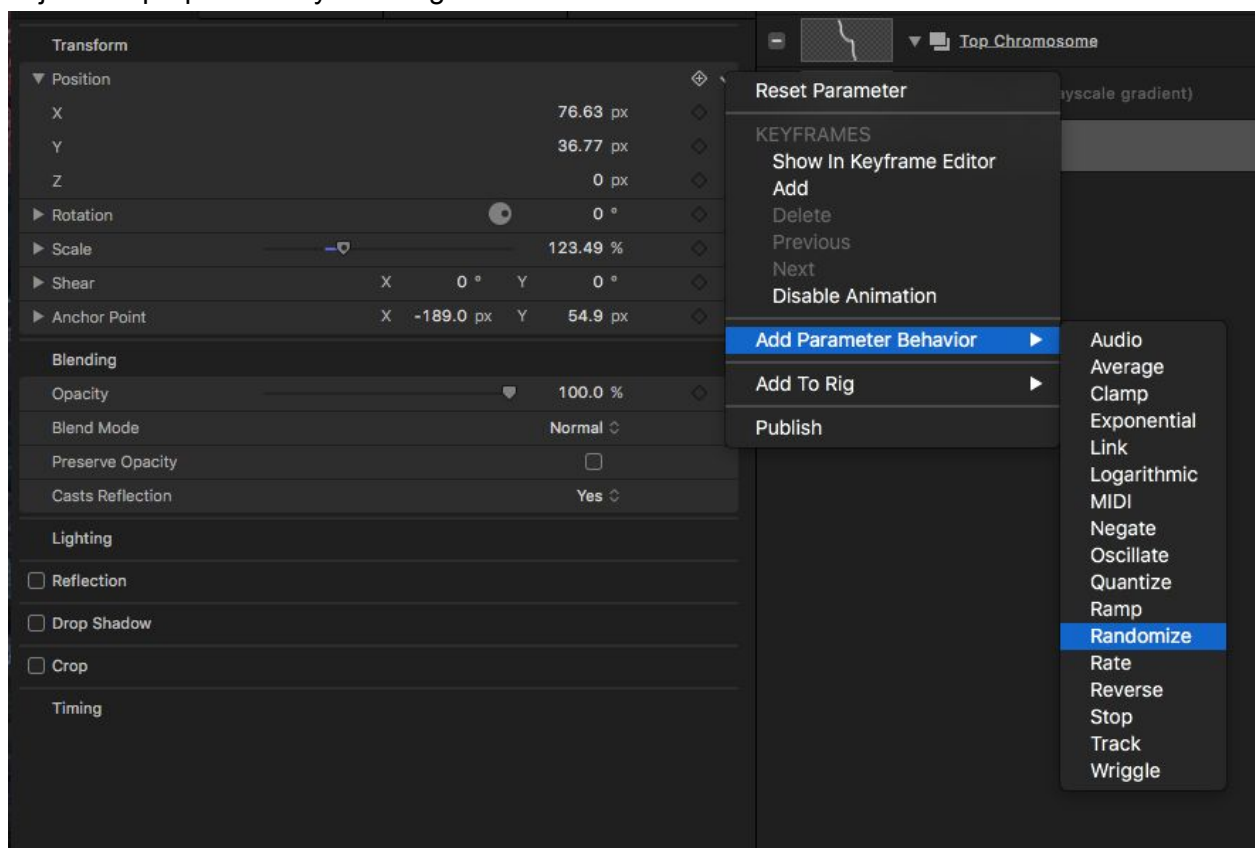 Transform
Position
X 76.63 px
Y 36.77 px
Z 0 px
Rotation 0 °
Scale 123.49 %
Shear X 0 ° Y 0 °
Anchor Point X -189.0 px Y 54.9 px
Blending
Opacity 100.0 %
Blend Mode Normal
Preserve Opacity
Casts Reflection Yes
Lighting
Reflection
Drop Shadow
Crop
Timing
Top Chromosome
gradient)
Reset Parameter
KEYFRAMES
Show In Keyframe Editor
Add
Delete
Previous
Next
Disable Animation
Add Parameter Behavior
Add To Rig
Publish
Audio
Average
Clamp
Exponential
Link
Logarithmic
MIDI
Negate
Oscillate
Quantize
Ramp
Randomize
Rate
Reverse
Stop
Track
Wriggle